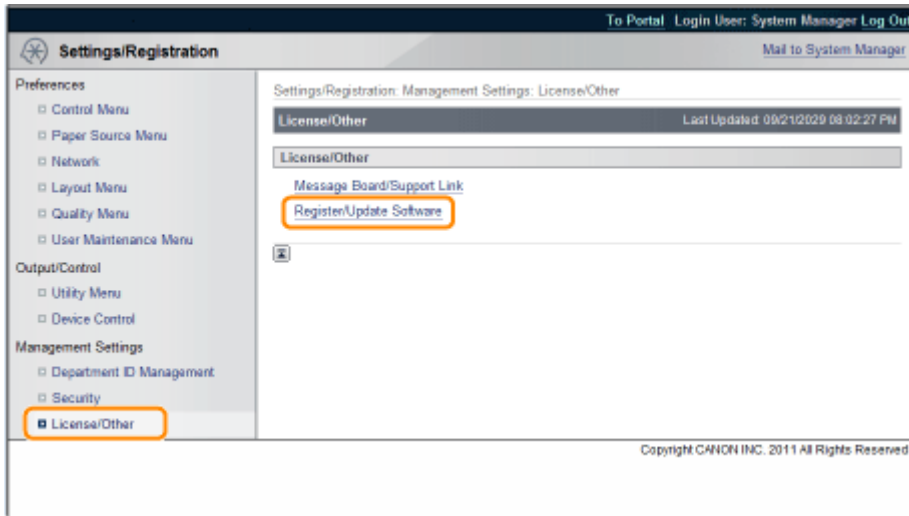 To Portal Login User: System Manager Log Out
Settings/Registration
Mail to System Manager
Preferences
Control Menu
Paper Source Menu
Network
Layout Menu
Quality Menu
User Maintenance Menu
Output/Control
Utility Menu
Device Control
Management Settings
Department ID Management
Security
License/Other
Settings/Registration: Management Settings: License/Other
License/Other Last Updated: 09/21/2029 08:02:27 PM
License/Other
Message Board/Support Link
Register/Update Software
Copyright CANON INC. 2011 All Rights Reserved